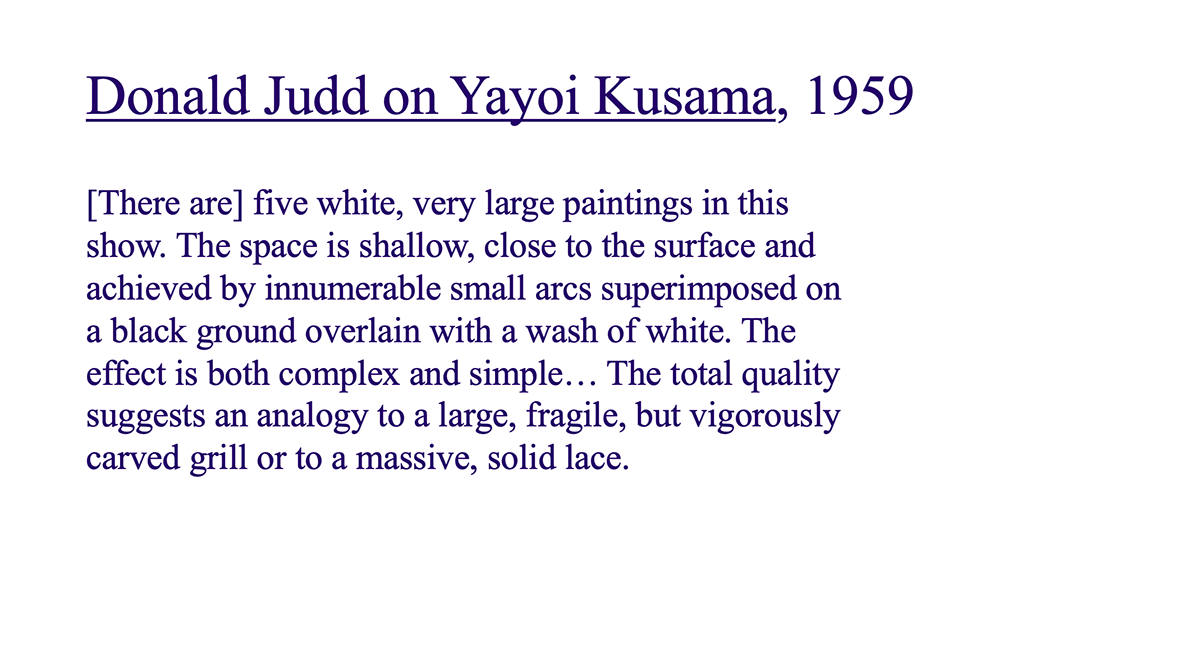 Donald Judd on Yayoi Kusama, 1959
[There are] five white, very large paintings in this
show. The space is shallow, close to the surface and
achieved by innumerable small arcs superimposed on
a black ground overlain with a wash of white. The
effect is both complex and simple… The total quality
suggests an analogy to a large, fragile, but vigorously
carved grill or to a massive, solid lace.